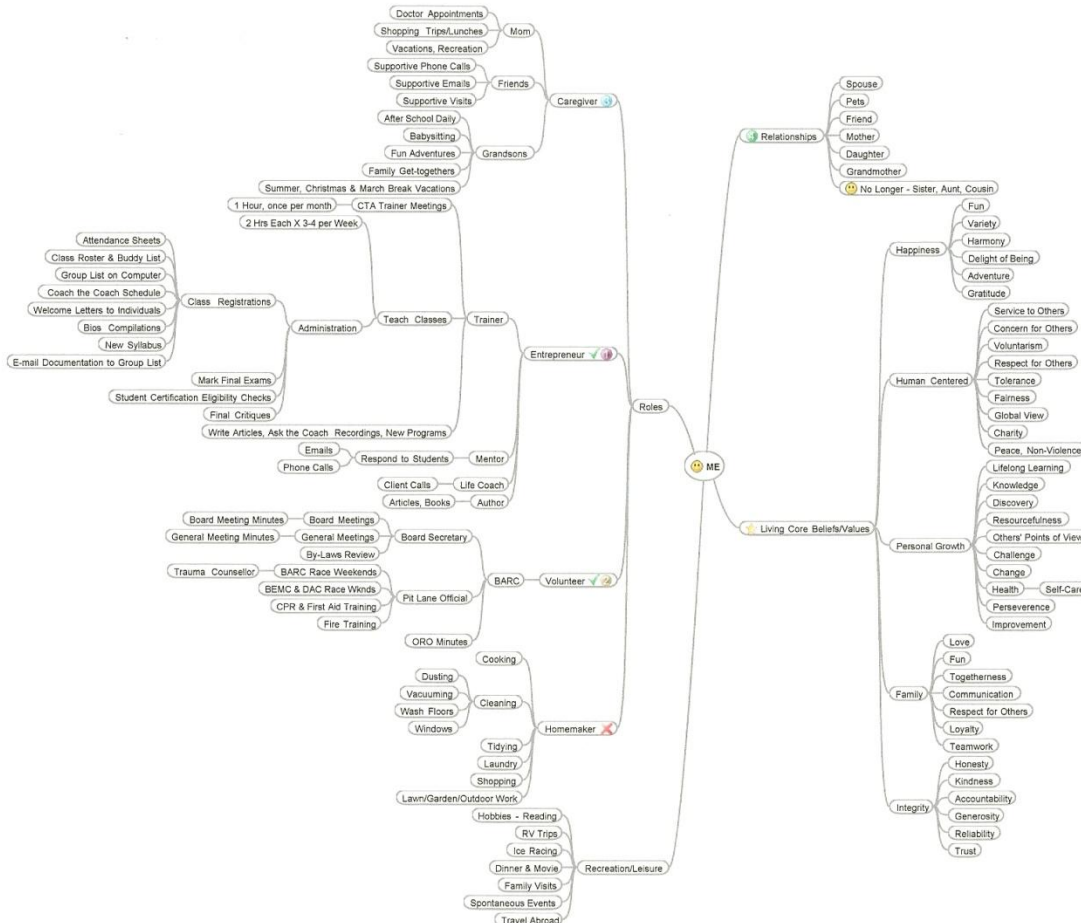 Doctor Appointments
Shopping Trips/Lunches
Vacations, Recreation
Mom
Supportive Phone Calls
Supportive Emails
Supportive Visits
Friends
After School Daily
Babysitting
Fun Adventures
Family Get-togethers
Summer, Christmas & March Break Vacations
Grandsons
Caregiver
1 Hour, once per month
CTA Trainer Meetings
2 Hrs Each X 3-4 per Week
Attendance Sheets
Class Roster & Buddy List
Group List on Computer
Coach the Coach Schedule
Welcome Letters to Individuals
Bios Compilations
New Syllabus
E-mail Documentation to Group List
Class Registrations
Mark Final Exams
Student Certification Eligibility Checks
Final Critiques
Administration
Teach Classes
Write Articles, Ask the Coach Recordings, New Programs
Trainer
Emails
Phone Calls
Respond to Students
Mentor
Client Calls
Life Coach
Articles, Books
Author
Entrepreneur
Board Meeting Minutes
Board Meetings
General Meeting Minutes
General Meetings
By-Laws Review
Board Secretary
Trauma Counsellor
BARC Race Weekends
BEMC & DAC Race Wknds
CPR & First Aid Training
Fire Training
Pit Lane Official
ORO Minutes
BARC
Volunteer
Cooking
Dusting
Vacuuming
Wash Floors
Windows
Cleaning
Tidying
Laundry
Shopping
Lawn/Garden/Outdoor Work
Homemaker
Roles
Hobbies - Reading
RV Trips
Ice Racing
Dinner & Movie
Family Visits
Spontaneous Events
Travel Abroad
Recreation/Leisure
ME
Relationships
Spouse
Pets
Friend
Mother
Daughter
Grandmother
No Longer - Sister, Aunt, Cousin
Living Core Beliefs/Values
Happiness
Fun
Variety
Harmony
Delight of Being
Adventure
Gratitude
Human Centered
Service to Others
Concern for Others
Voluntarism
Respect for Others
Tolerance
Fairness
Global View
Charity
Peace, Non-Violence
Personal Growth
Lifelong Learning
Knowledge
Discovery
Resourcefulness
Others' Points of View
Challenge
Change
Health
Self-Care
Perseverence
Improvement
Family
Love
Fun
Togetherness
Communication
Respect for Others
Loyalty
Teamwork
Integrity
Honesty
Kindness
Accountability
Generosity
Reliability
Trust